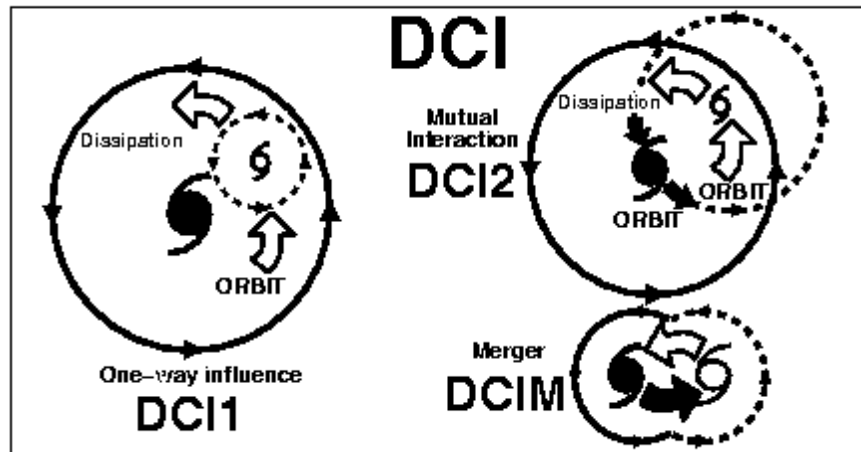 DCI
Dissipation
ORBIT
One-way influence
DCI1
Mutual
Interaction
DCI2
Dissipation
ORBIT
ORBIT
Merger
DCIM